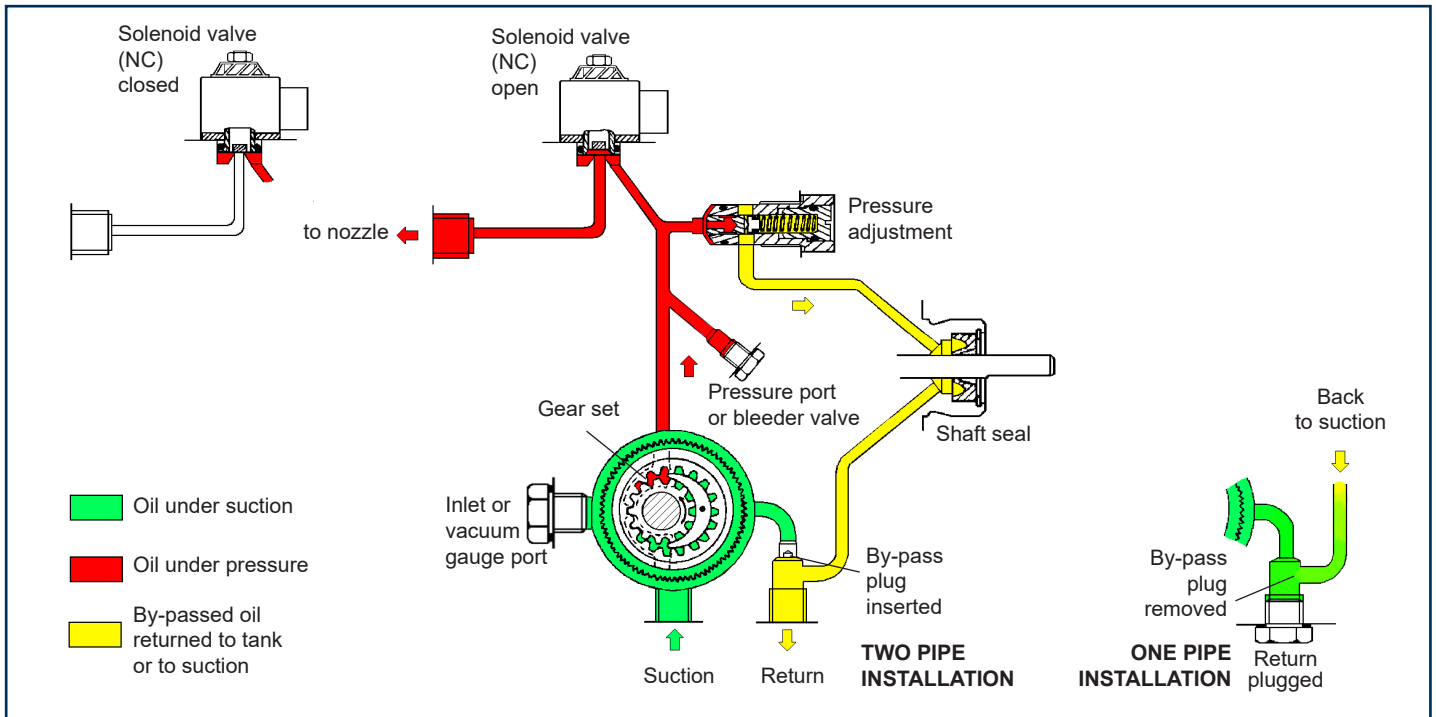 Solenoid valve
(NC)
closed
Solenoid valve
(NC)
open
to nozzle
Pressure
adjustment
Pressure port
or bleeder valve
Gear set
Shaft seal
Back
to suction
Oil under suction
Oil under pressure
By-passed oil
returned to tank
or to suction
Inlet or
vacuum
gauge port
By-pass
plug
inserted
By-pass
plug
removed
Suction
Return
TWO PIPE
INSTALLATION
ONE PIPE
INSTALLATION
Return
plugged